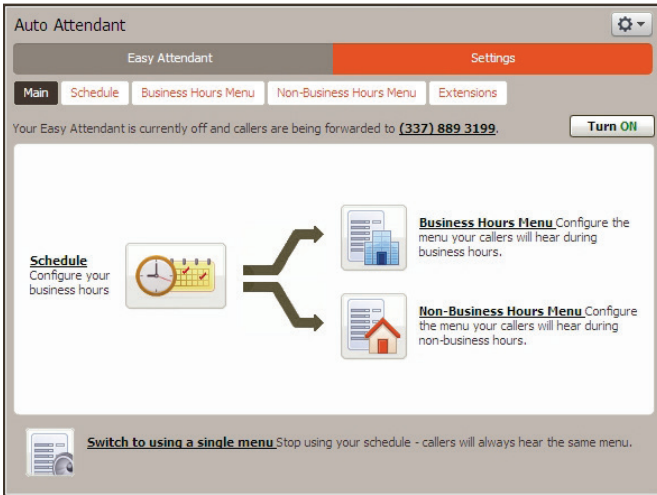 Auto Attendant
Easy Attendant
Settings
Main
Schedule
Business Hours Menu
Non-Business Hours Menu
Extensions
Your Easy Attendant is currently off and callers are being forwarded to (337) 889 3199.
Turn ON
Schedule
Configure your
business hours
Business Hours Menu Configure the
menu your callers will hear during
business hours.
Non-Business Hours Menu Configure
the menu your callers will hear during
non-business hours.
Switch to using a single menu Stop using your schedule - callers will always hear the same menu.